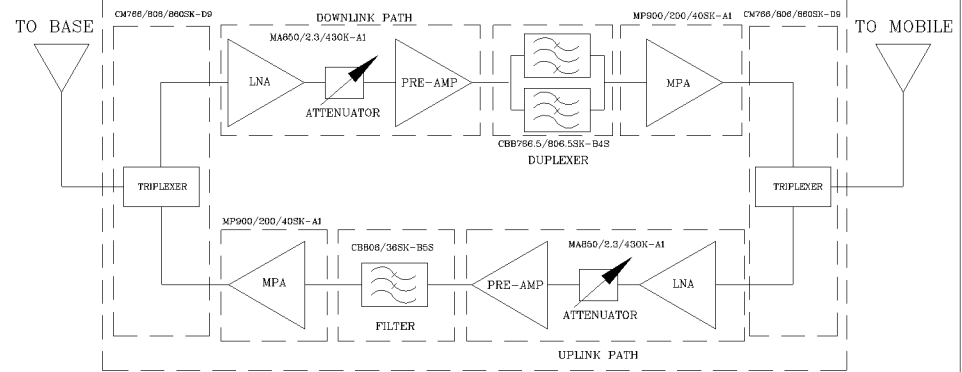 CM766/806/860SK-D9
DOWNLINK PATH
MP900/200/40SK-A1
CM766/806/860SK-D9
TO BASE
TO MOBILE
MA850/2.3/430K-A1
LNA
PRE-AMP
MPA
ATTENUATOR
CBB766.5/806.5SK-B4S
DUPLEXER
TRIPLEXER
TRIPLEXER
MP900/200/40SK-A1
CBB806/36SK-B5S
MA850/2.3/430K-A1
MPA
PRE-AMP
LNA
FILTER
ATTENUATOR
UPLINK PATH